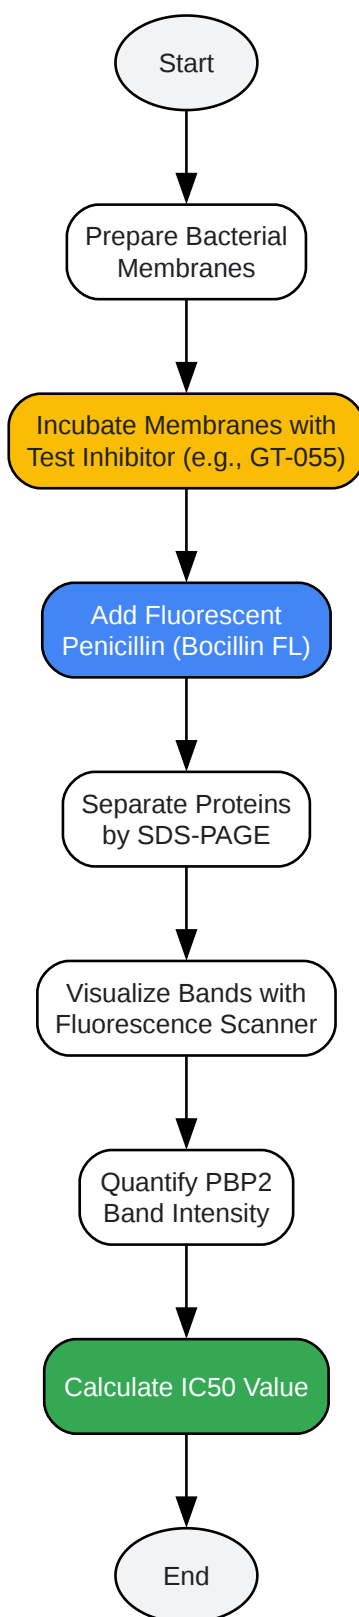 Start
Prepare Bacterial
Membranes
Incubate Membranes with
Test Inhibitor (e.g., GT-055)
Add Fluorescent
Penicillin (Bocillin FL)
Separate Proteins
by SDS-PAGE
Visualize Bands with
Fluorescence Scanner
Quantify PBP2
Band Intensity
Calculate IC50 Value
End